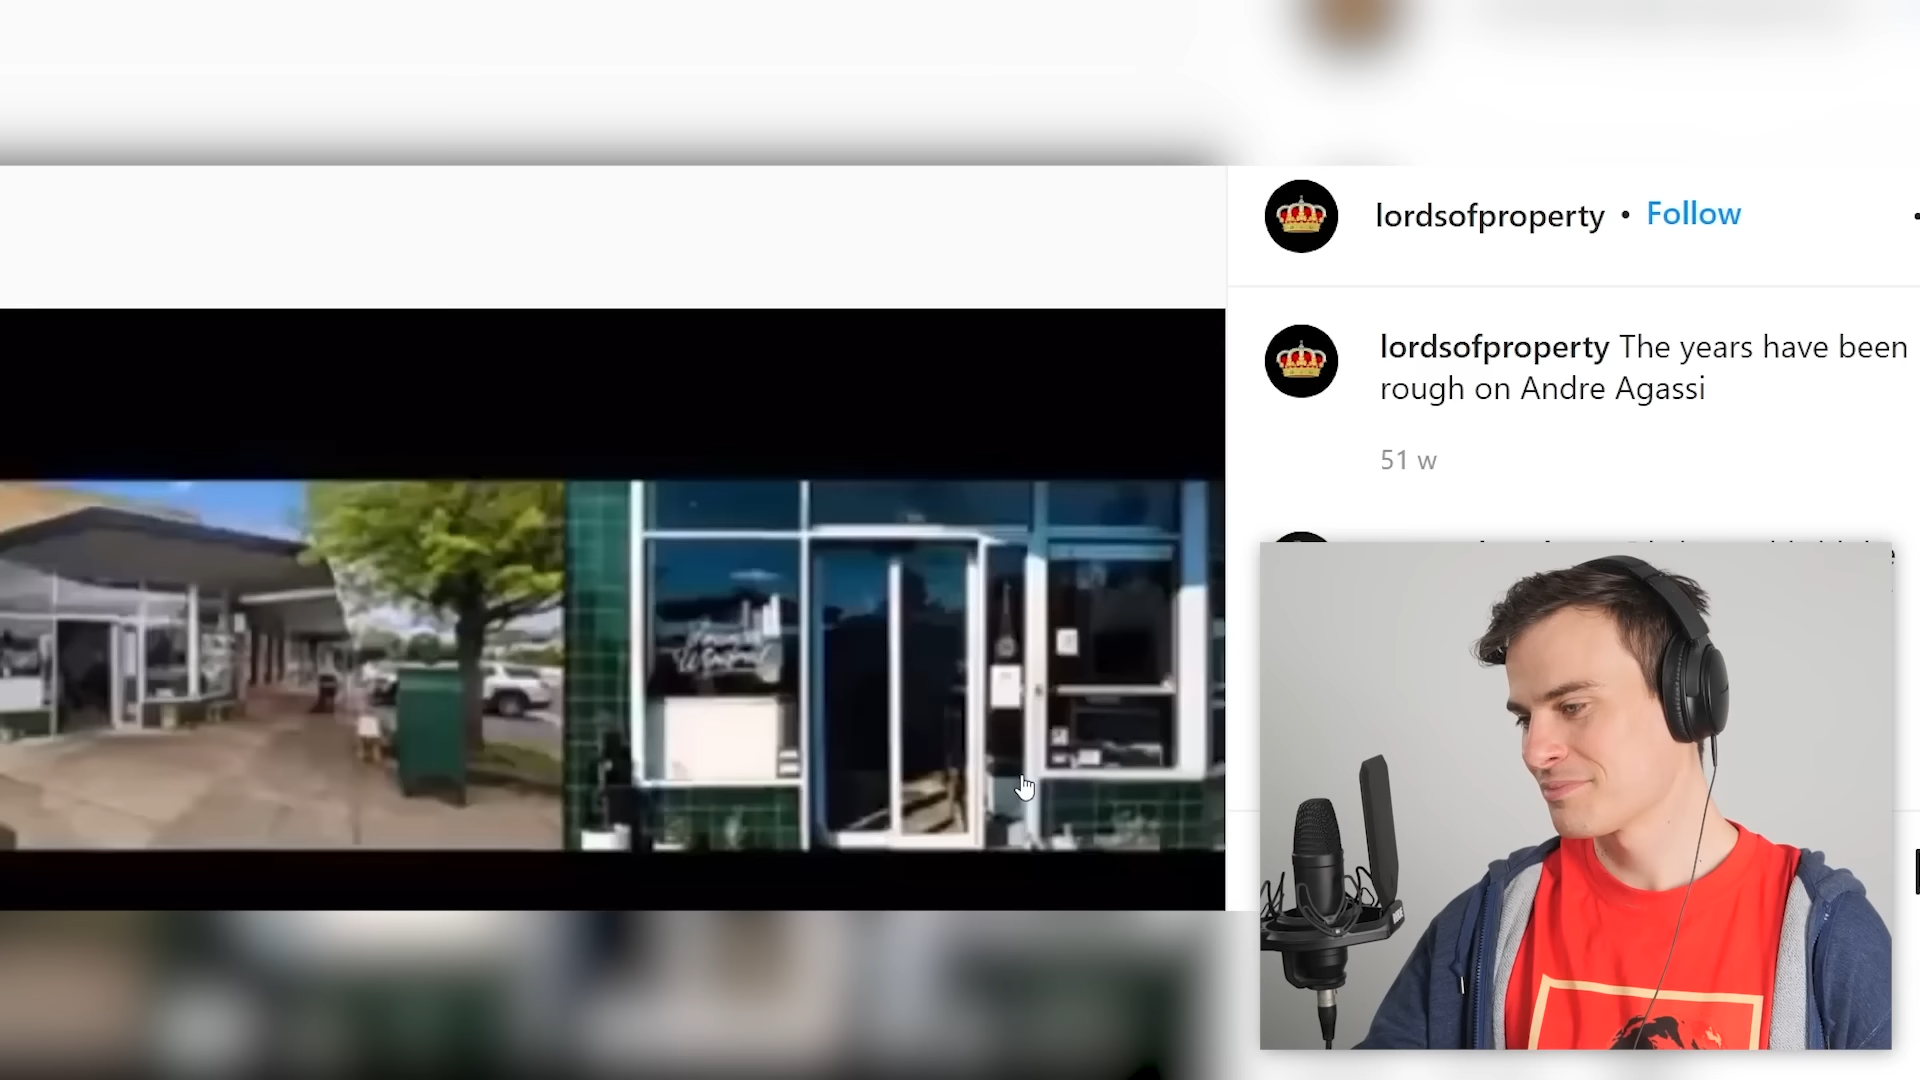 lordsofproperty • Follow
lordsofproperty The years have been
rough on Andre Agassi
51 w